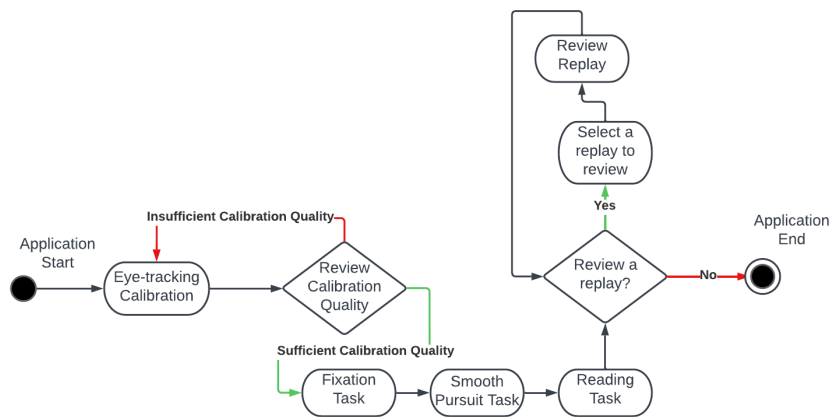 Application
Start
Insufficient Calibration Quality
Eye-tracking
Calibration
Review
Calibration
Quality
Sufficient Calibration Quality
Fixation
Task
Smooth
Pursuit Task
Reading
Task
Review a
replay?
Yes
Select a
replay to
review
Review
Replay
No
Application
End